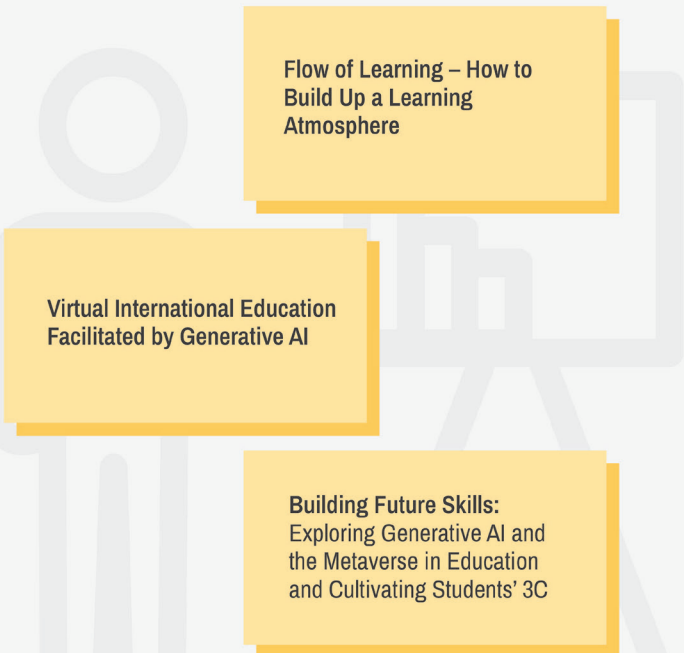 Flow of Learning – How to
Build Up a Learning
Atmosphere
Virtual International Education
Facilitated by Generative AI
Building Future Skills:
Exploring Generative AI and
the Metaverse in Education
and Cultivating Students’ 3C